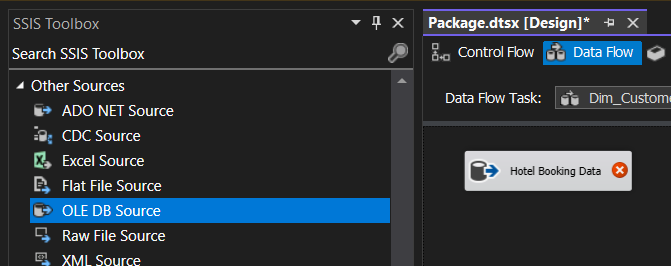 SSIS Toolbox
Search SSIS Toolbox
Other Sources
ADO NET Source
CDC Source
Excel Source
Flat File Source
OLE DB Source
Raw File Source
XML Source
Package.dtsx [Design]*
Control Flow
Data Flow
Data Flow Task:
Dim_Custome
Hotel Booking Data